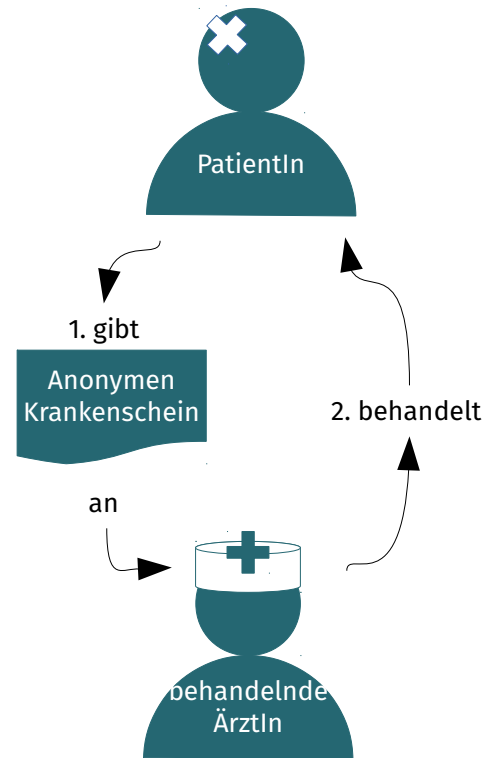 PatientIn
1. gibt
Anonymen
Krankenschein
2. behandelt
an
behandelnde
ÄrztIn